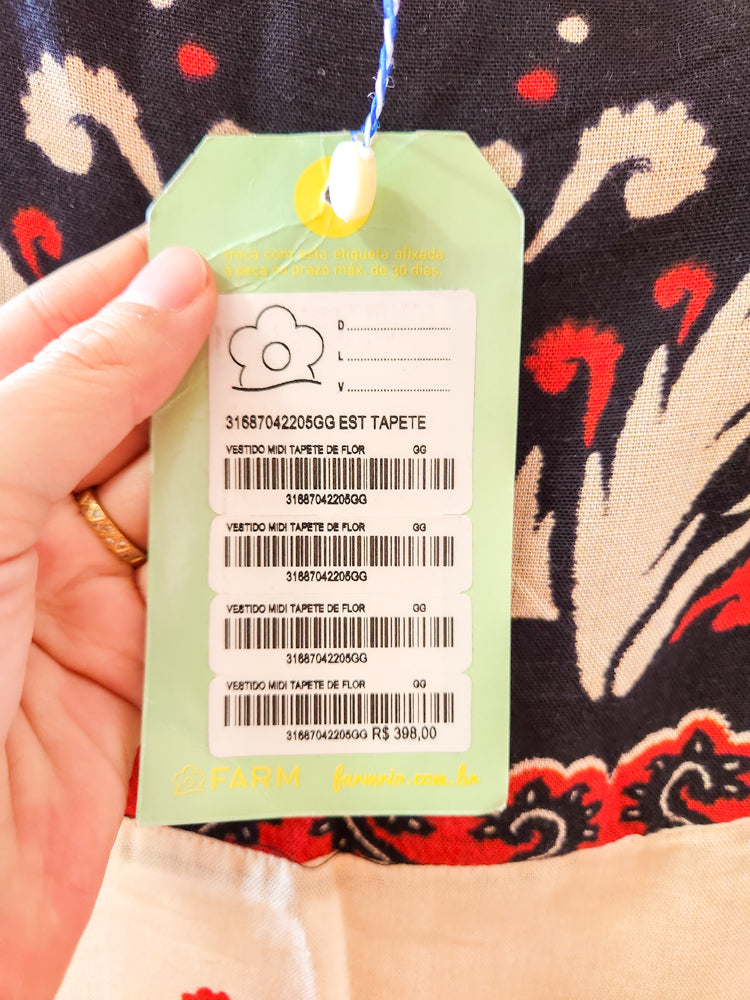 troca com esta etiqueta afixada
à peça no prazo máx. de 30 dias.
D..............................
L..............................
V..............................
31687042205GG EST TAPETE
VESTIDO MIDI TAPETE DE FLOR GG
31687042205GG
VESTIDO MIDI TAPETE DE FLOR GG
31687042205GG
VESTIDO MIDI TAPETE DE FLOR GG
31687042205GG
VESTIDO MIDI TAPETE DE FLOR GG
31687042205GG R$ 398,00
FARM farmrio.com.br